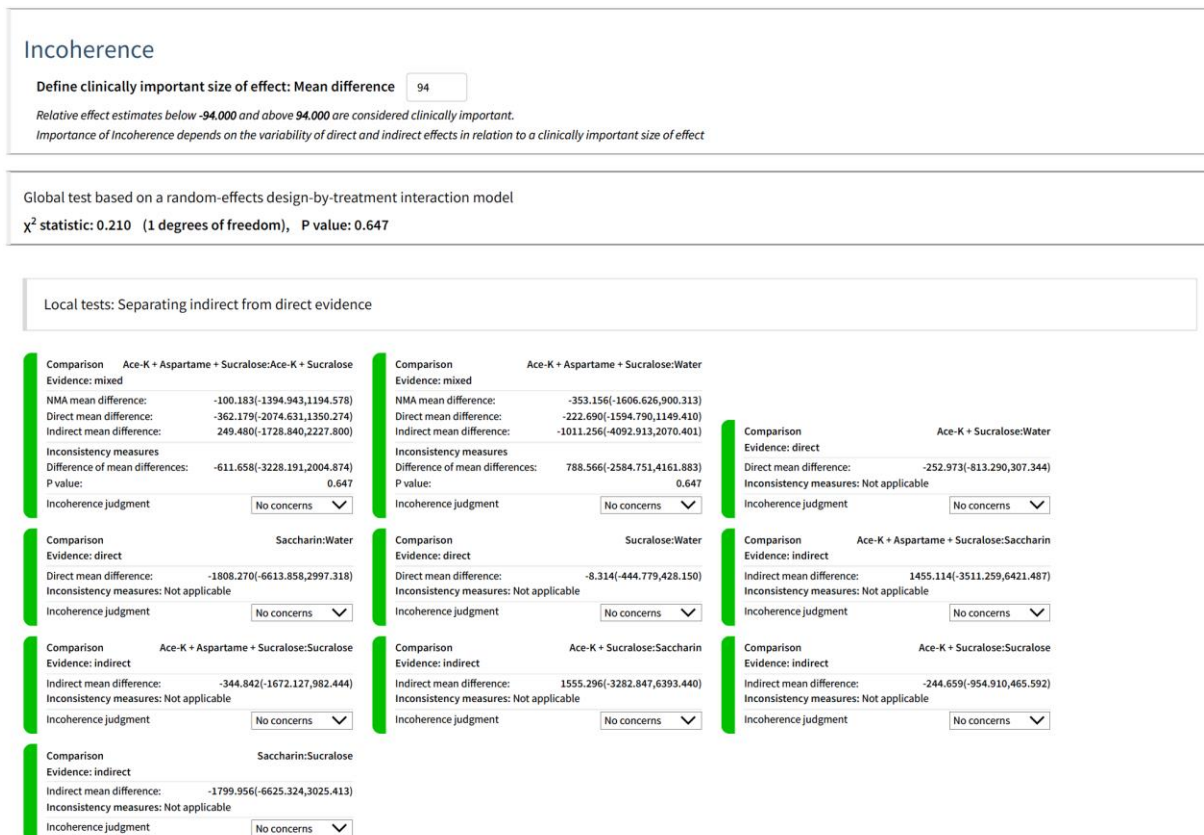 Incoherence
Define clinically important size of effect: Mean difference 94
Relative effect estimates below -94.000 and above 94.000 are considered clinically important.
Importance of Incoherence depends on the variability of direct and indirect effects in relation to a clinically important size of effect
Global test based on a random-effects design-by-treatment interaction model
χ² statistic: 0.210 (1 degrees of freedom), P value: 0.647
Local tests: Separating indirect from direct evidence
Comparison Ace-K + Aspartame + Sucralose:Ace-K + Sucralose
Evidence: mixed
NMA mean difference: -100.183(-1394.943,1194.578)
Direct mean difference: -362.179(-2074.631,1350.274)
Indirect mean difference: 249.480(-1728.840,2227.800)
Inconsistency measures
Difference of mean differences: -611.658(-3228.191,2004.874)
P value: 0.647
Incoherence judgment No concerns
Comparison Ace-K + Aspartame + Sucralose:Water
Evidence: mixed
NMA mean difference: -353.156(-1606.626,900.313)
Direct mean difference: -222.690(-1594.790,1149.410)
Indirect mean difference: -1011.256(-4092.913,2070.401)
Inconsistency measures
Difference of mean differences: 788.566(-2584.751,4161.883)
P value: 0.647
Incoherence judgment No concerns
Comparison Ace-K + Sucralose:Water
Evidence: direct
Direct mean difference: -252.973(-813.290,307.344)
Inconsistency measures: Not applicable
Incoherence judgment No concerns
Comparison Saccharin:Water
Evidence: direct
Direct mean difference: -1808.270(-6613.858,2997.318)
Inconsistency measures: Not applicable
Incoherence judgment No concerns
Comparison Sucralose:Water
Evidence: direct
Direct mean difference: -8.314(-444.779,428.150)
Inconsistency measures: Not applicable
Incoherence judgment No concerns
Comparison Ace-K + Aspartame + Sucralose:Saccharin
Evidence: indirect
Indirect mean difference: 1455.114(-3511.259,6421.487)
Inconsistency measures: Not applicable
Incoherence judgment No concerns
Comparison Ace-K + Aspartame + Sucralose:Sucralose
Evidence: indirect
Indirect mean difference: -344.842(-1672.127,982.444)
Inconsistency measures: Not applicable
Incoherence judgment No concerns
Comparison Ace-K + Sucralose:Saccharin
Evidence: indirect
Indirect mean difference: 1555.296(-3282.847,6393.440)
Inconsistency measures: Not applicable
Incoherence judgment No concerns
Comparison Ace-K + Sucralose:Sucralose
Evidence: indirect
Indirect mean difference: -244.659(-954.910,465.592)
Inconsistency measures: Not applicable
Incoherence judgment No concerns
Comparison Saccharin:Sucralose
Evidence: indirect
Indirect mean difference: -1799.956(-6625.324,3025.413)
Inconsistency measures: Not applicable
Incoherence judgment No concerns